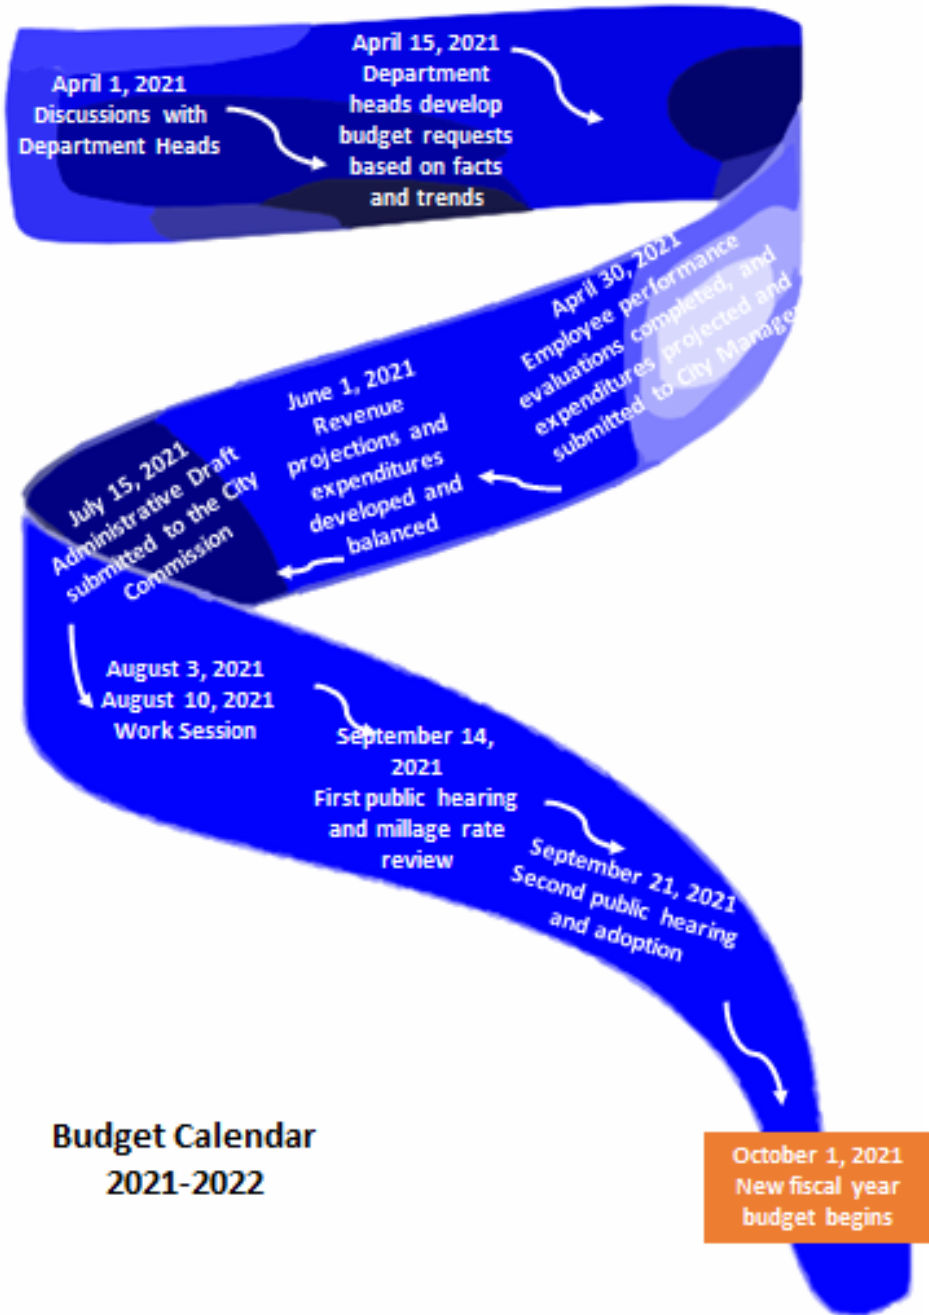 April 1, 2021
Discussions with
Department Heads
April 15, 2021
Department
heads develop
budget requests
based on facts
and trends
April 30, 2021
Employee performance
evaluations completed, and
expenditures projected and
submitted to City Manager
June 1, 2021
Revenue
projections and
expenditures
developed and
balanced
July 15, 2021
Administrative Draft
submitted to the City
Commission
August 3, 2021
August 10, 2021
Work Session
September 14,
2021
First public hearing
and millage rate
review
September 21, 2021
Second public hearing
and adoption
October 1, 2021
New fiscal year
budget begins
Budget Calendar
2021-2022